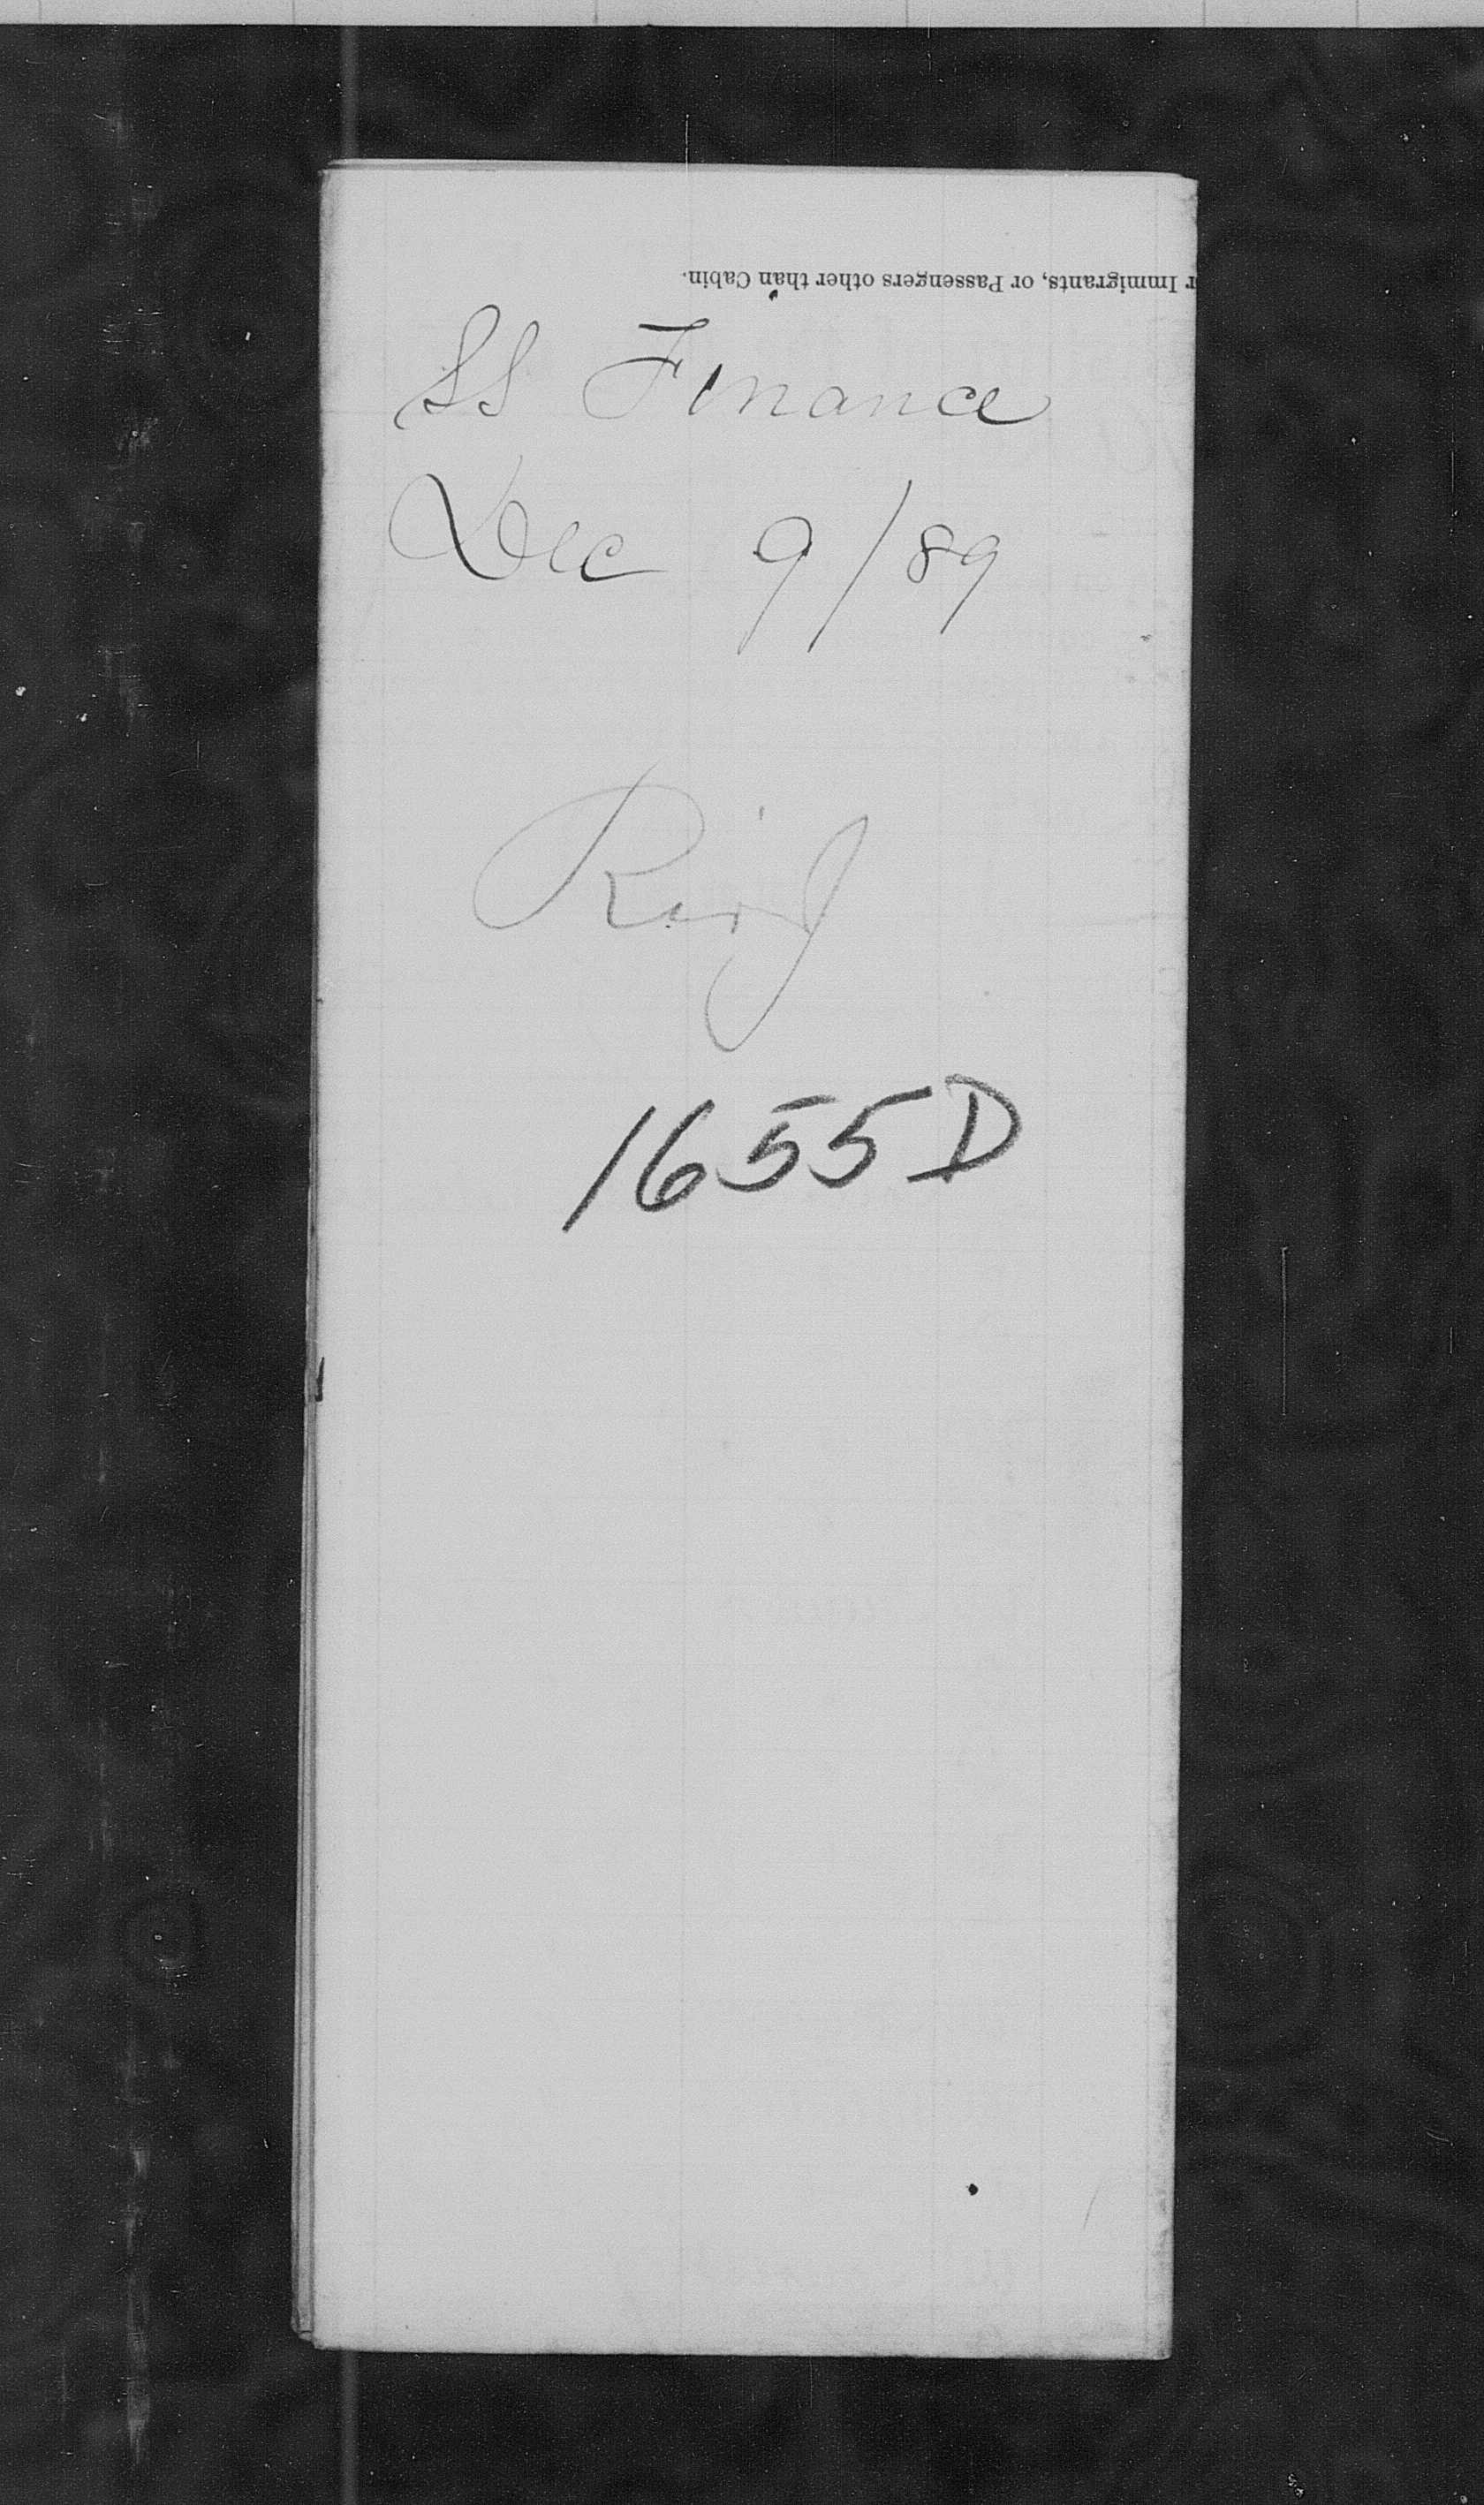 r Immigrants, or Passengers other than Cabin.
SS Finance
Dec 9/89
1655D